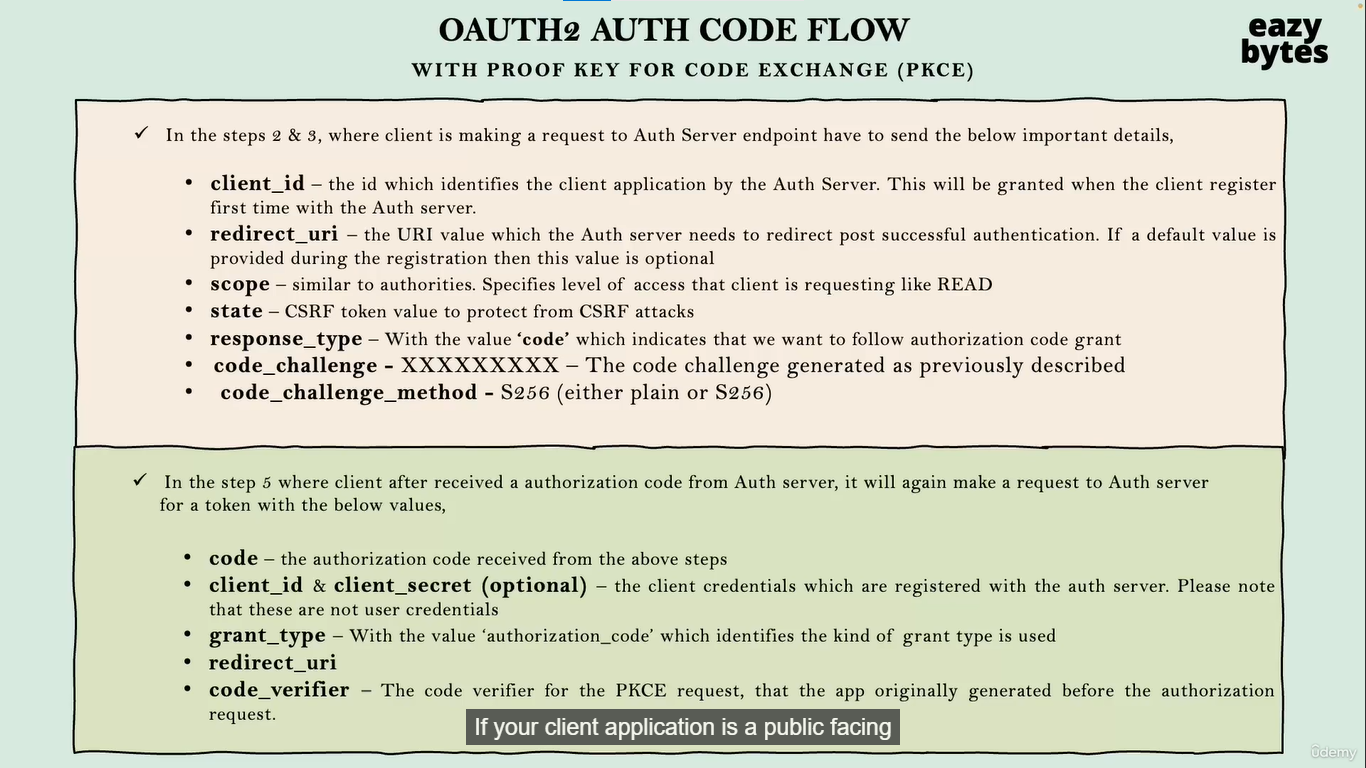 OAUTH2 AUTH CODE FLOW
eazy
bytes
WITH PROOF KEY FOR CODE EXCHANGE (PKCE)
✓ In the steps 2 & 3, where client is making a request to Auth Server endpoint have to send the below important details,
• client_id – the id which identifies the client application by the Auth Server. This will be granted when the client register
first time with the Auth server.
• redirect_uri – the URI value which the Auth server needs to redirect post successful authentication. If a default value is
provided during the registration then this value is optional
• scope – similar to authorities. Specifies level of access that client is requesting like READ
• state – CSRF token value to protect from CSRF attacks
• response_type – With the value ‘code’ which indicates that we want to follow authorization code grant
• code_challenge - XXXXXXXXX – The code challenge generated as previously described
• code_challenge_method - S256 (either plain or S256)
✓ In the step 5 where client after received a authorization code from Auth server, it will again make a request to Auth server
for a token with the below values,
• code – the authorization code received from the above steps
• client_id & client_secret (optional) – the client credentials which are registered with the auth server. Please note
that these are not user credentials
• grant_type – With the value ‘authorization_code’ which identifies the kind of grant type is used
• redirect_uri
• code_verifier – The code verifier for the PKCE request, that the app originally generated before the authorization
request.
If your client application is a public facing
ûdemy